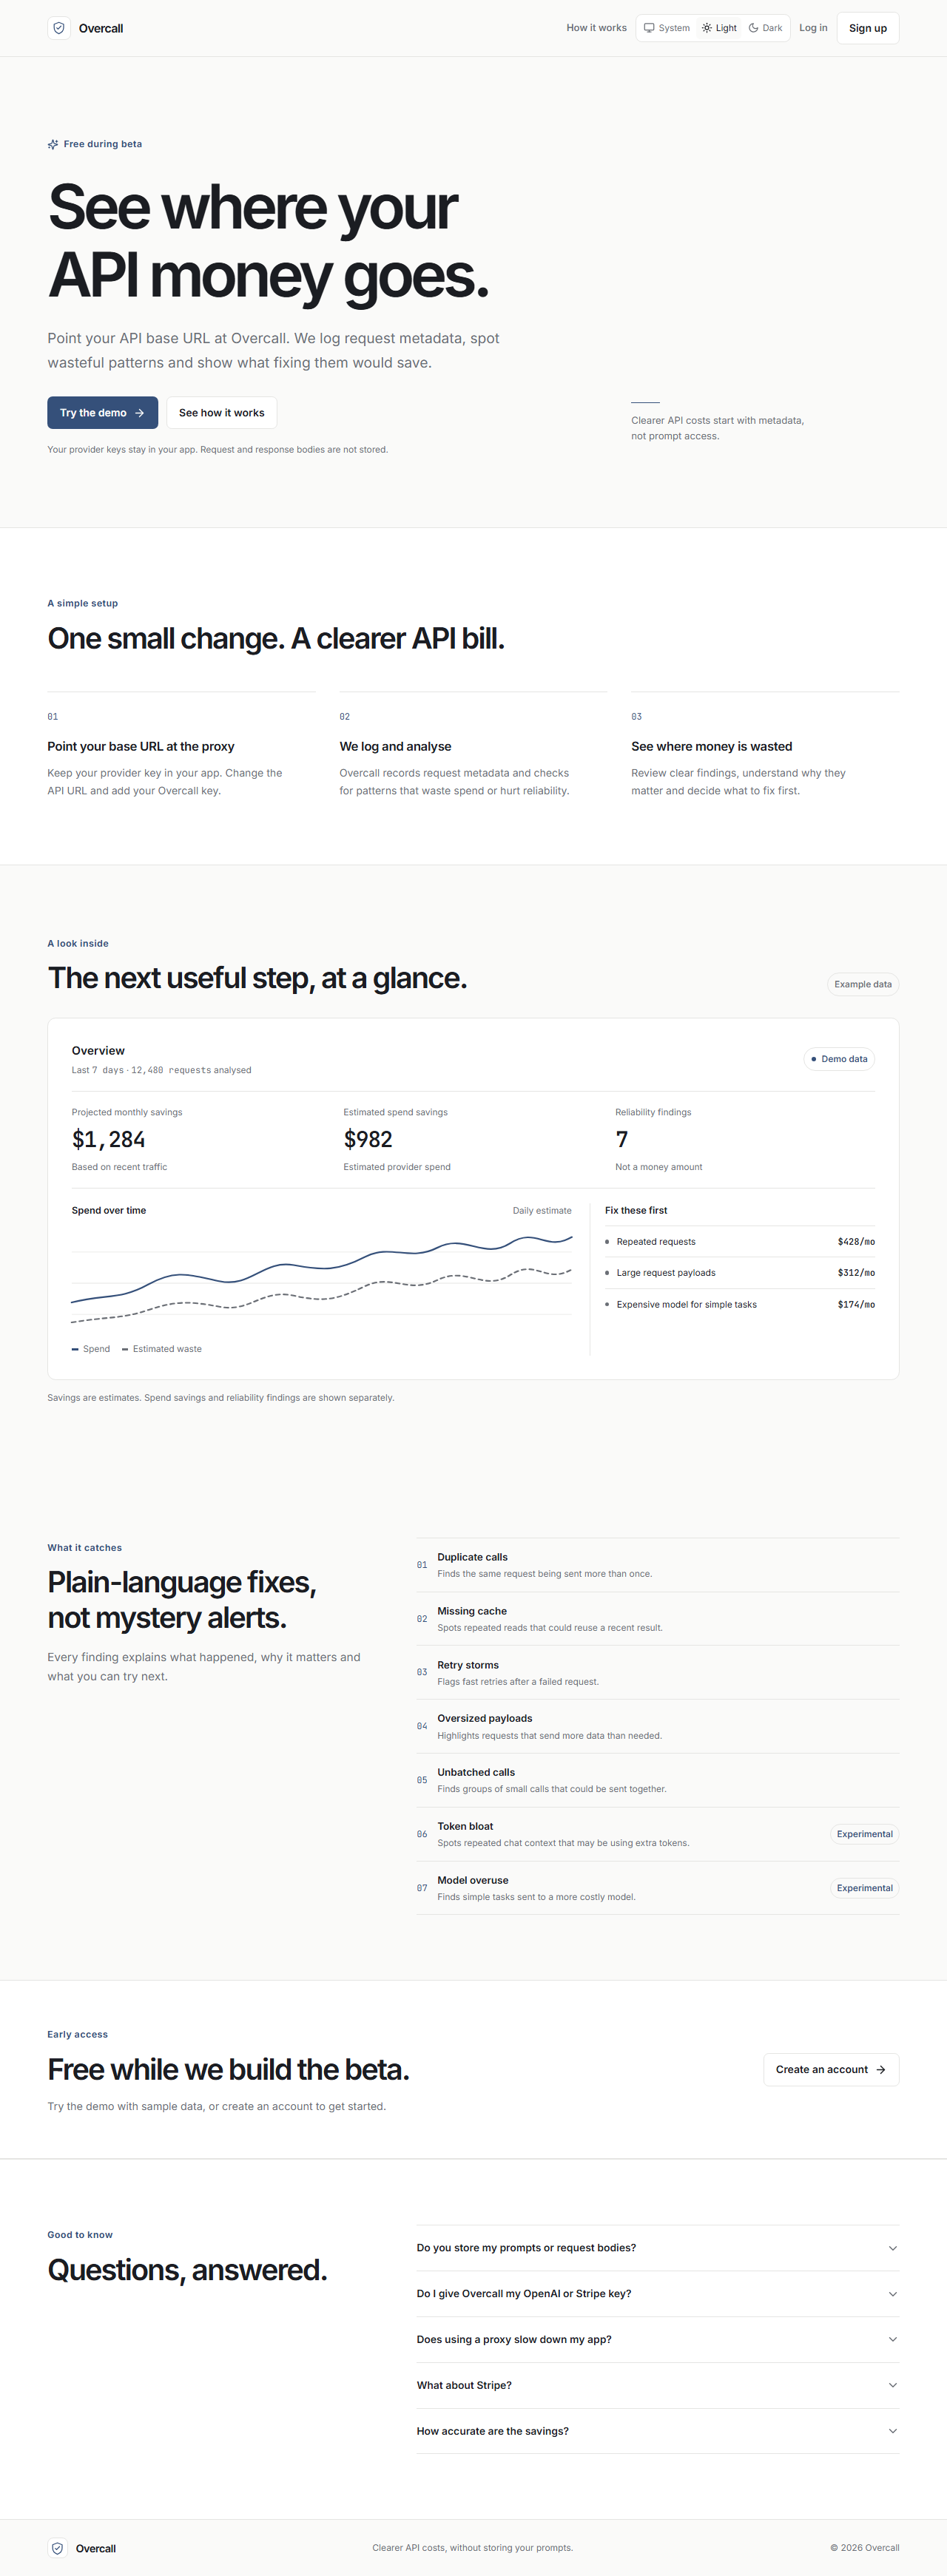 Overcall
How it works
System
Light
Dark
Log in
Sign up
Free during beta
See where your
API money goes.
Point your API base URL at Overcall. We log request metadata, spot
wasteful patterns and show what fixing them would save.
Try the demo
See how it works
Your provider keys stay in your app. Request and response bodies are not stored.
Clearer API costs start with metadata,
not prompt access.
A simple setup
One small change. A clearer API bill.
01
Point your base URL at the proxy
Keep your provider key in your app. Change the
API URL and add your Overcall key.
02
We log and analyse
Overcall records request metadata and checks
for patterns that waste spend or hurt reliability.
03
See where money is wasted
Review clear findings, understand why they
matter and decide what to fix first.
A look inside
The next useful step, at a glance.
Example data
Overview
Last 7 days · 12,480 requests analysed
Demo data
Projected monthly savings
$1,284
Based on recent traffic
Estimated spend savings
$982
Estimated provider spend
Reliability findings
7
Not a money amount
Spend over time
Daily estimate
Spend
Estimated waste
Fix these first
Repeated requests $428/mo
Large request payloads $312/mo
Expensive model for simple tasks $174/mo
Savings are estimates. Spend savings and reliability findings are shown separately.
What it catches
Plain-language fixes,
not mystery alerts.
Every finding explains what happened, why it matters and
what you can try next.
01
Duplicate calls
Finds the same request being sent more than once.
02
Missing cache
Spots repeated reads that could reuse a recent result.
03
Retry storms
Flags fast retries after a failed request.
04
Oversized payloads
Highlights requests that send more data than needed.
05
Unbatched calls
Finds groups of small calls that could be sent together.
06
Token bloat
Spots repeated chat context that may be using extra tokens.
Experimental
07
Model overuse
Finds simple tasks sent to a more costly model.
Experimental
Early access
Free while we build the beta.
Try the demo with sample data, or create an account to get started.
Create an account
Good to know
Questions, answered.
Do you store my prompts or request bodies?
Do I give Overcall my OpenAI or Stripe key?
Does using a proxy slow down my app?
What about Stripe?
How accurate are the savings?
Overcall
Clearer API costs, without storing your prompts.
© 2026 Overcall